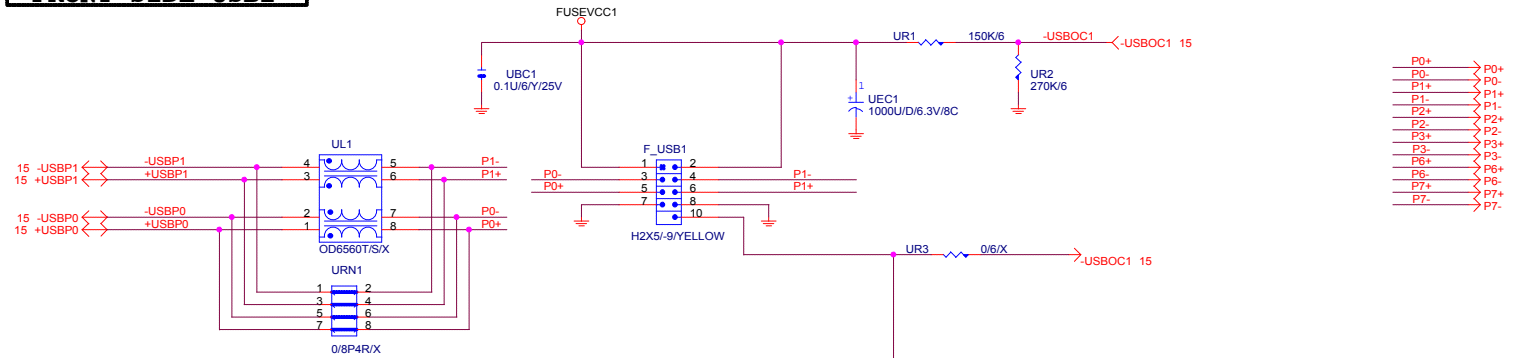 FRONT SIDE USB
FUSEVCC1
UBC1
0.1U/6/Y/25V
UR1
150K/6
-USBOC1
-USBOC1 15
UR2
270K/6
1
+
UEC1
1000U/D/6.3V/8C
UL1
15 -USBP1
-USBP1
4
5
P1-
15 +USBP1
+USBP1
3
6
P1+
15 -USBP0
-USBP0
2
7
P0-
15 +USBP0
+USBP0
1
8
P0+
OD6560T/S/X
URN1
1
2
3
4
5
6
7
8
0/8P4R/X
F_USB1
1
2
P0-
3
4
P1-
P0+
5
6
P1+
7
8
10
H2X5/-9/YELLOW
UR3
0/6/X
-USBOC1 15
P0+
P0+
P0-
P0-
P1+
P1+
P1-
P1-
P2+
P2+
P2-
P2-
P3+
P3+
P3-
P3-
P6+
P6+
P6-
P6-
P7+
P7+
P7-
P7-